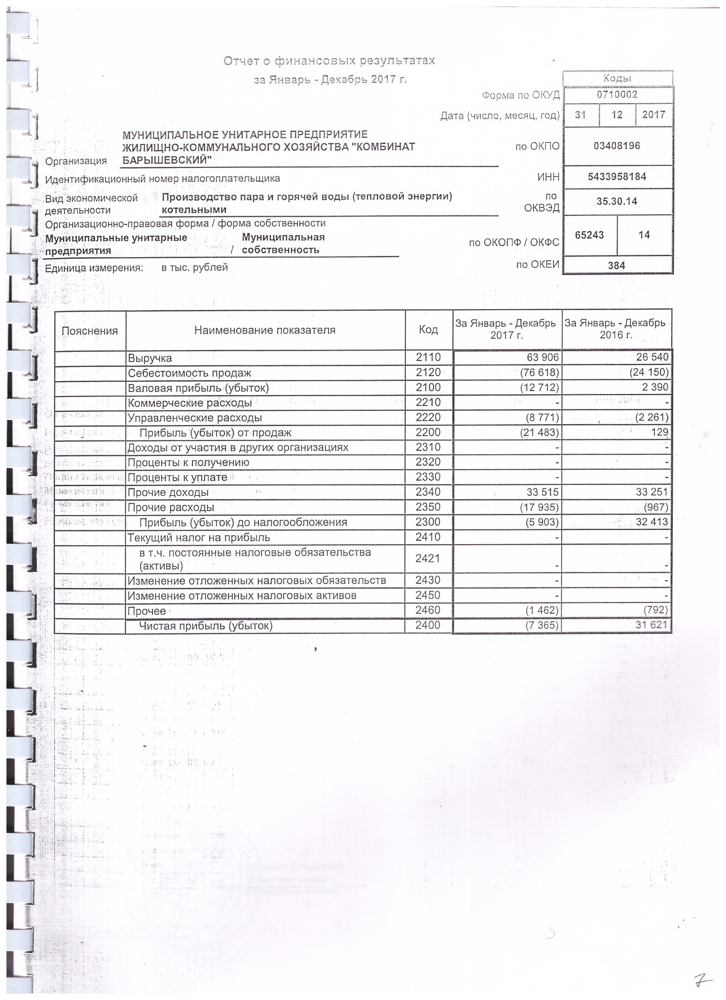 Отчет о финансовых результатах
за Январь - Декабрь 2017 г.
Коды
Форма по ОКУД 0710002
Дата (число, месяц, год) 31 12 2017
МУНИЦИПАЛЬНОЕ УНИТАРНОЕ ПРЕДПРИЯТИЕ
ЖИЛИЩНО-КОММУНАЛЬНОГО ХОЗЯЙСТВА "КОМБИНАТ по ОКПО 03408196
Организация БАРЫШЕВСКИЙ"
Идентификационный номер налогоплательщика ИНН 5433958184
Вид экономической Производство пара и горячей воды (тепловой энергии) по
деятельности котельными ОКВЭД 35.30.14
Организационно-правовая форма / форма собственности
Муниципальные унитарные Муниципальная 65243 14
предприятия / собственность по ОКОПФ / ОКФС
Единица измерения: в тыс. рублей по ОКЕИ 384
Пояснения Наименование показателя Код За Январь - Декабрь 2017 г. За Январь - Декабрь 2016 г.
Выручка 2110 63 906 26 540
Себестоимость продаж 2120 (76 618) (24 150)
Валовая прибыль (убыток) 2100 (12 712) 2 390
Коммерческие расходы 2210 - -
Управленческие расходы 2220 (8 771) (2 261)
Прибыль (убыток) от продаж 2200 (21 483) 129
Доходы от участия в других организациях 2310 - -
Проценты к получению 2320 - -
Проценты к уплате 2330 - -
Прочие доходы 2340 33 515 33 251
Прочие расходы 2350 (17 935) (967)
Прибыль (убыток) до налогообложения 2300 (5 903) 32 413
Текущий налог на прибыль 2410 - -
в т.ч. постоянные налоговые обязательства
(активы) 2421 - -
Изменение отложенных налоговых обязательств 2430 - -
Изменение отложенных налоговых активов 2450 - -
Прочее 2460 (1 462) (792)
Чистая прибыль (убыток) 2400 (7 365) 31 621
7